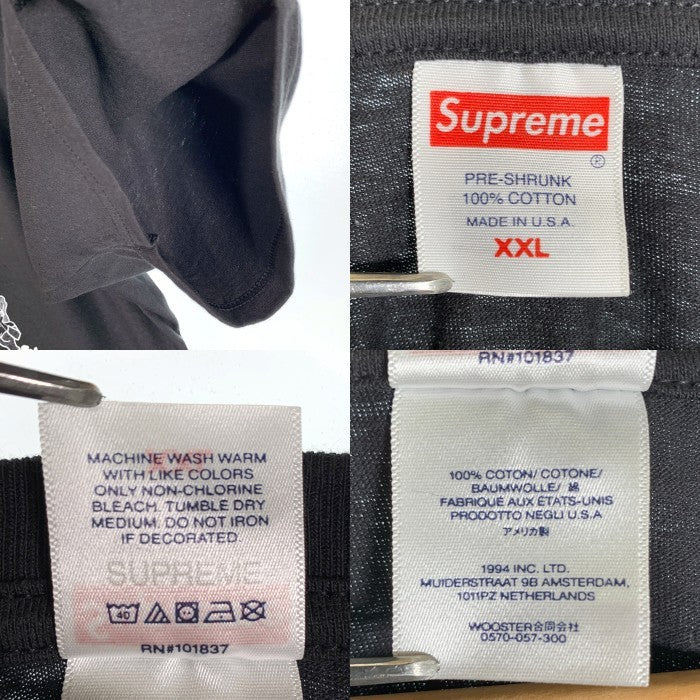 Supreme
®
PRE-SHRUNK
100% COTTON
MADE IN U.S.A.
XXL
MACHINE WASH WARM
WITH LIKE COLORS
ONLY NON-CHLORINE
BLEACH. TUMBLE DRY
MEDIUM. DO NOT IRON
IF DECORATED.
SUPREME
40
RN#101837
RN#101837
100% COTON/ COTONE/
BAUMWOLLE/ 綿
FABRIQUÉ AUX ÉTATS-UNIS
PRODOTTO NEGLI U.S.A
アメリカ製
1994 INC. LTD.
MUIDERSTRAAT 9B AMSTERDAM,
1011PZ NETHERLANDS
WOOSTER合同会社
0570-057-300